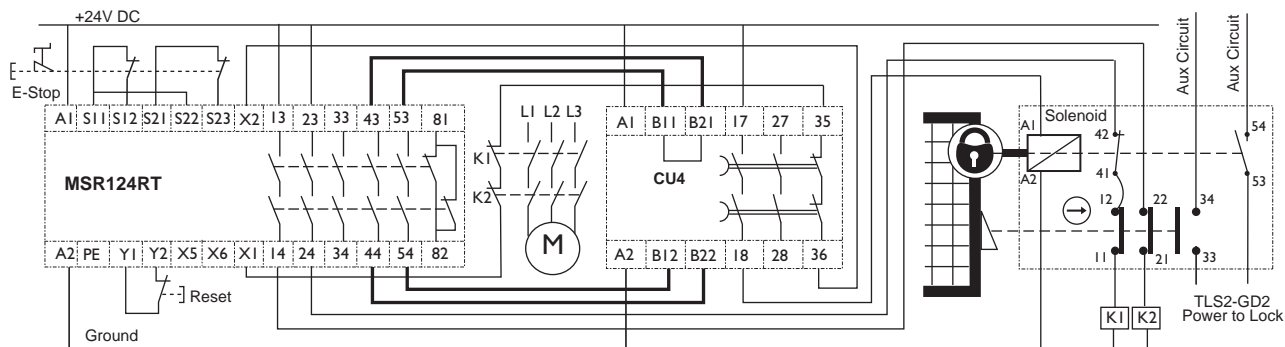 +24V DC
E-Stop
A1 S11 S12 S21 S22 S23 X2 13 23 33 43 53 81
MSR124RT
A2 PE Y1 Y2 X5 X6 X1 14 24 34 44 54 82
Reset
Ground
L1 L2 L3
K1
K2
M
A1 B11 B21 17 27 35
CU4
A2 B12 B22 18 28 36
Aux Circuit
Aux Circuit
Solenoid
A1
A2
42
41
54
53
12 22 34
11 21 33
K1 K2
TLS2-GD2
Power to Lock